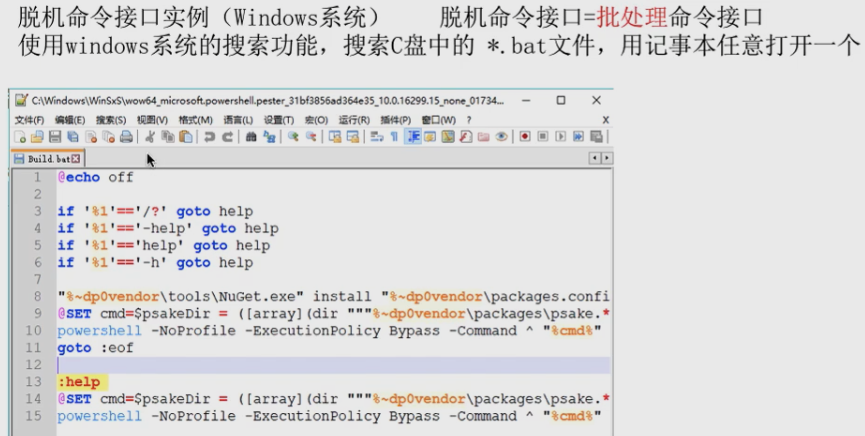 脱机命令接口实例（Windows系统） 脱机命令接口=批处理命令接口
使用windows系统的搜索功能，搜索C盘中的 *.bat文件，用记事本任意打开一个
C:\Windows\WinSxS\wow64_microsoft.powershell.pester_31bf3856ad364e35_10.0.16299.15_none_01734...
文件(F) 编辑(E) 搜索(S) 视图(V) 格式(M) 语言(L) 设置(T) 宏(O) 运行(R) 插件(P) 窗口(W) ? X
Build.bat
1 @echo off
2
3 if '%1'=='/?' goto help
4 if '%1'=='-help' goto help
5 if '%1'=='help' goto help
6 if '%1'=='-h' goto help
7
8 "%~dp0vendor\tools\NuGet.exe" install "%~dp0vendor\packages.confi
9 @SET cmd=$psakeDir = ([array](dir """%~dp0vendor\packages\psake.*
10 powershell -NoProfile -ExecutionPolicy Bypass -Command ^ "%cmd%"
11 goto :eof
12
13 :help
14 @SET cmd=$psakeDir = ([array](dir """%~dp0vendor\packages\psake.*
15 powershell -NoProfile -ExecutionPolicy Bypass -Command ^ "%cmd%"